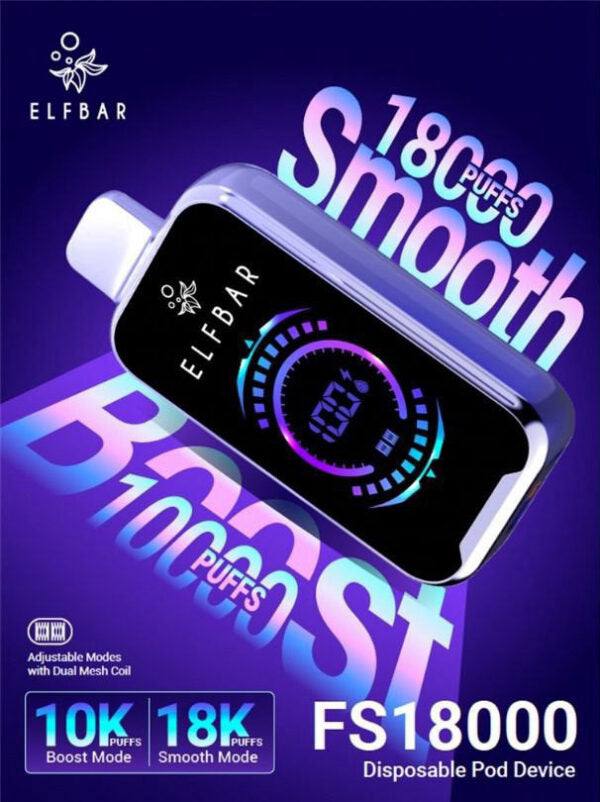 ELFBAR
18000
PUFFS
Smooth
ELFBAR
100
Boost
10000
PUFFS
Adjustable Modes
with Dual Mesh Coil
10K PUFFS
Boost Mode
18K PUFFS
Smooth Mode
FS18000
Disposable Pod Device